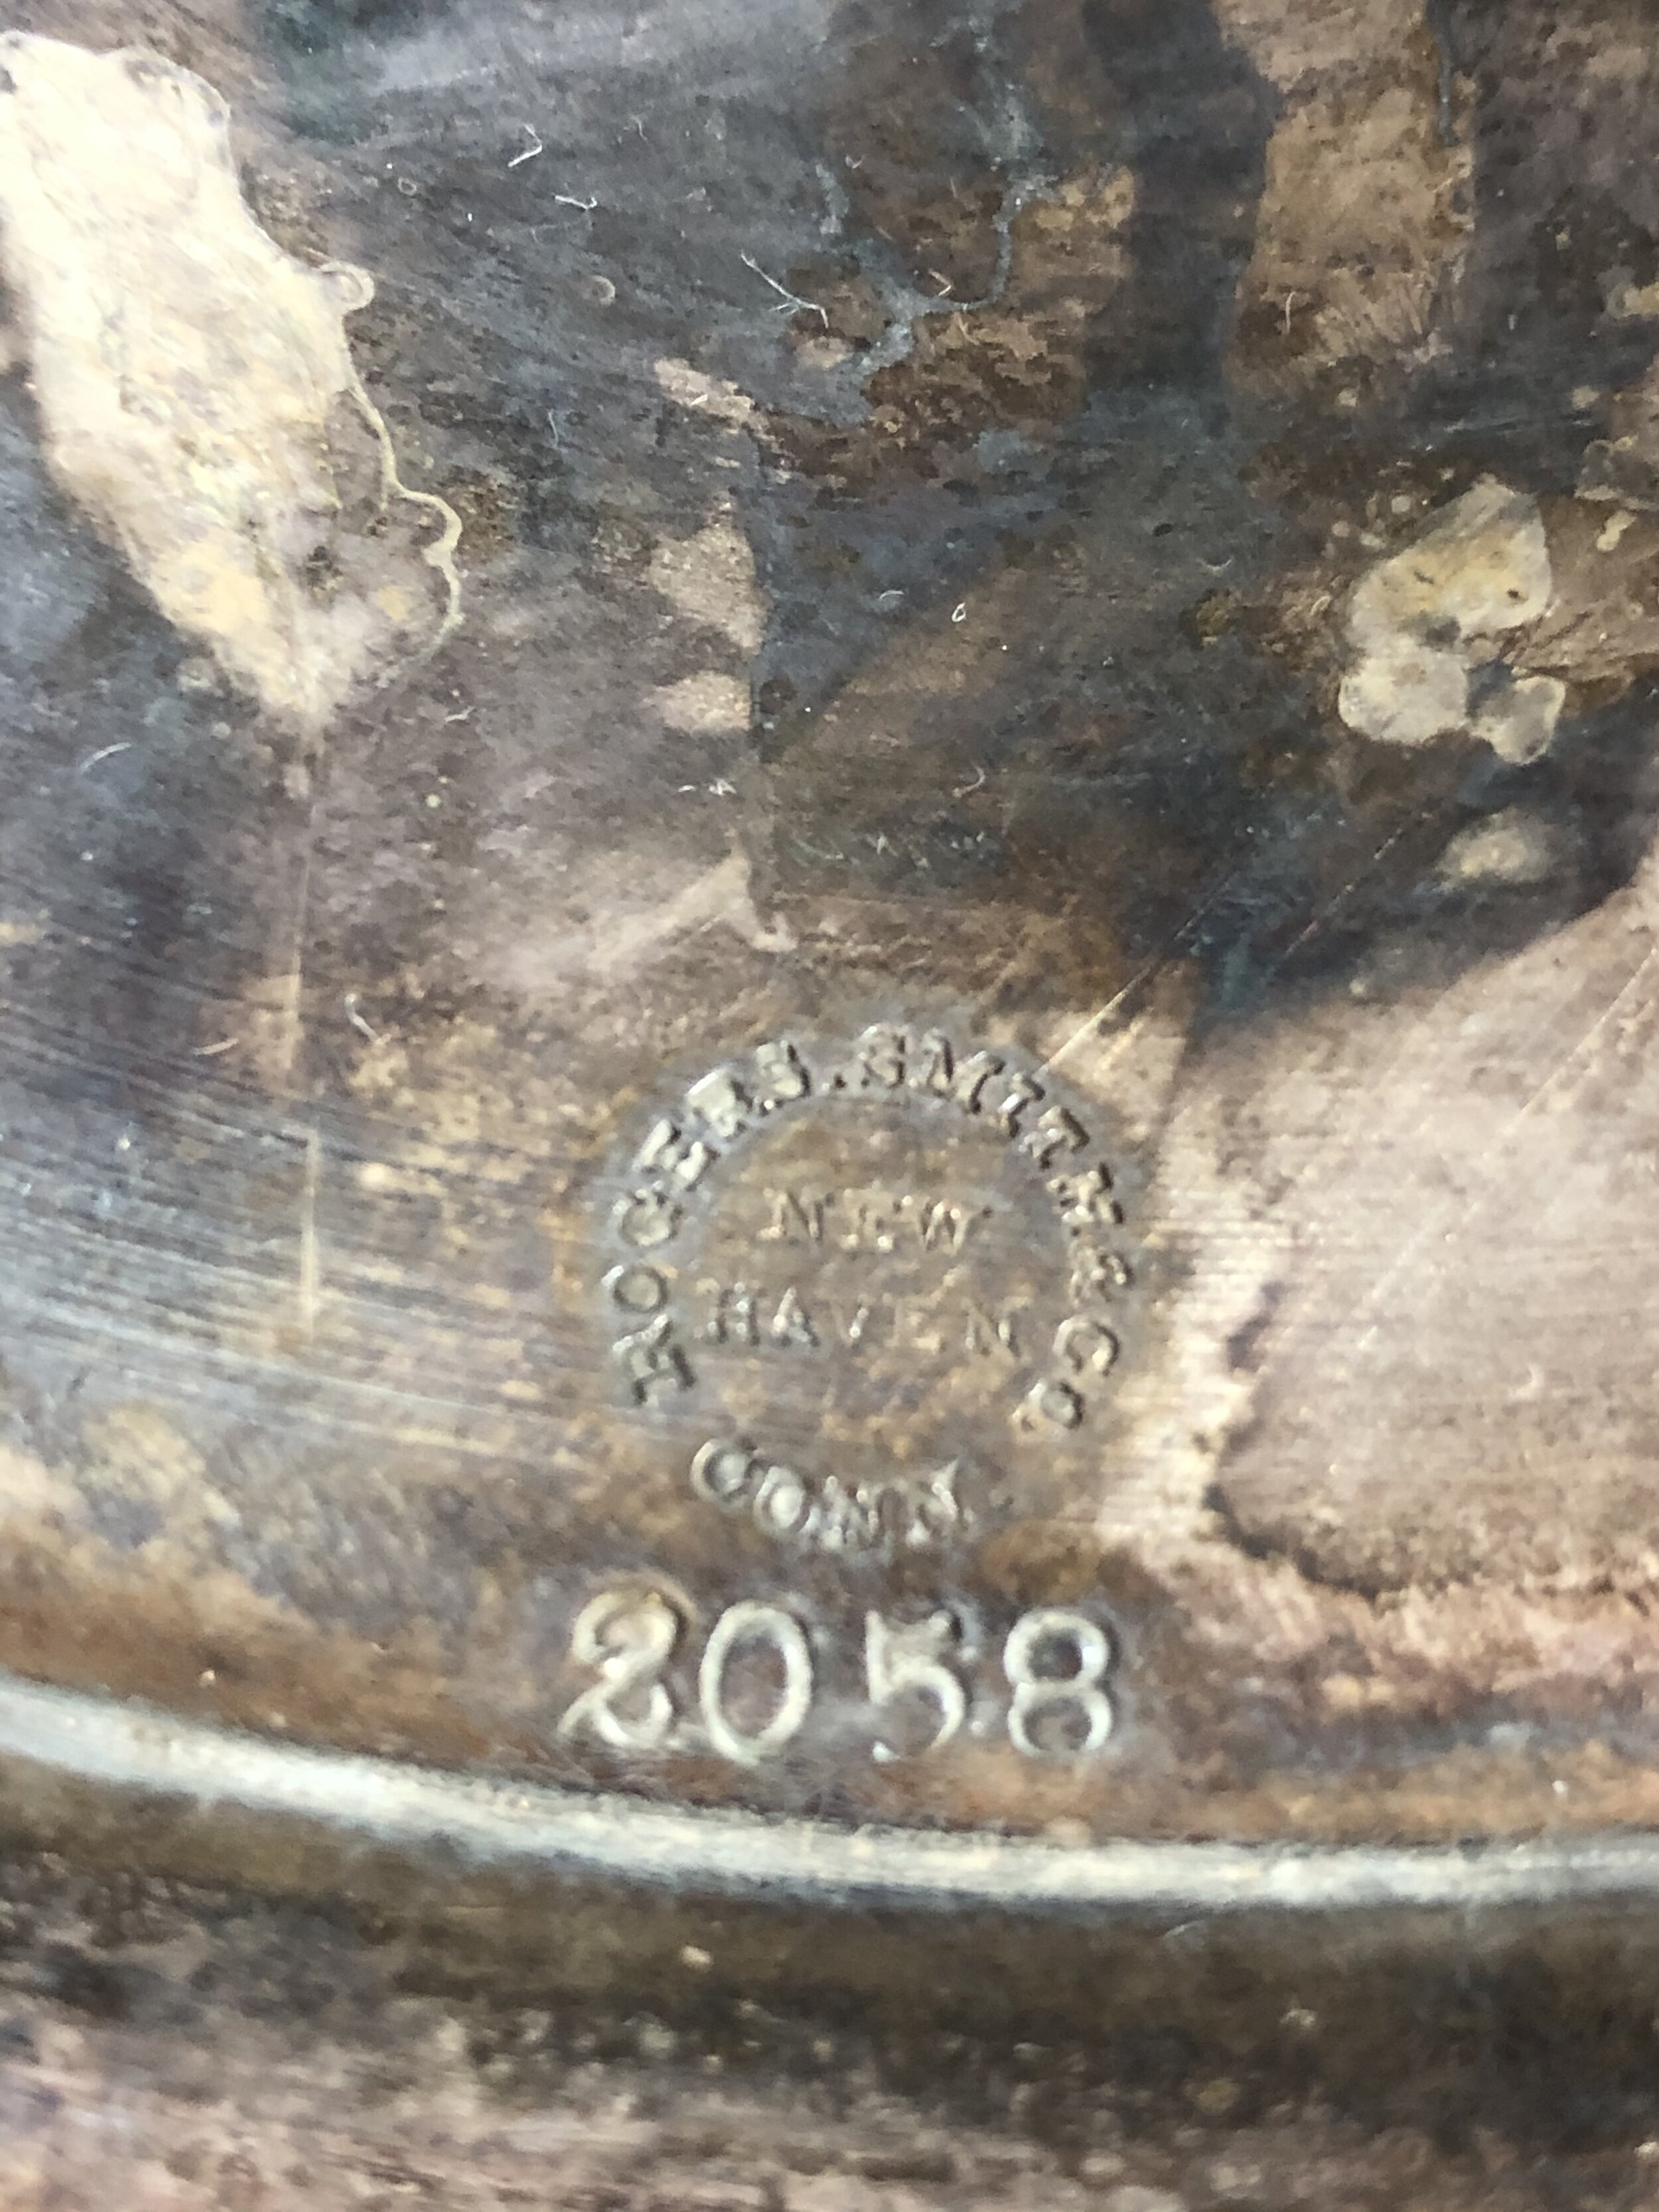 ROGERS.SMITH & Co
NEW
HAVEN
CONN
2058